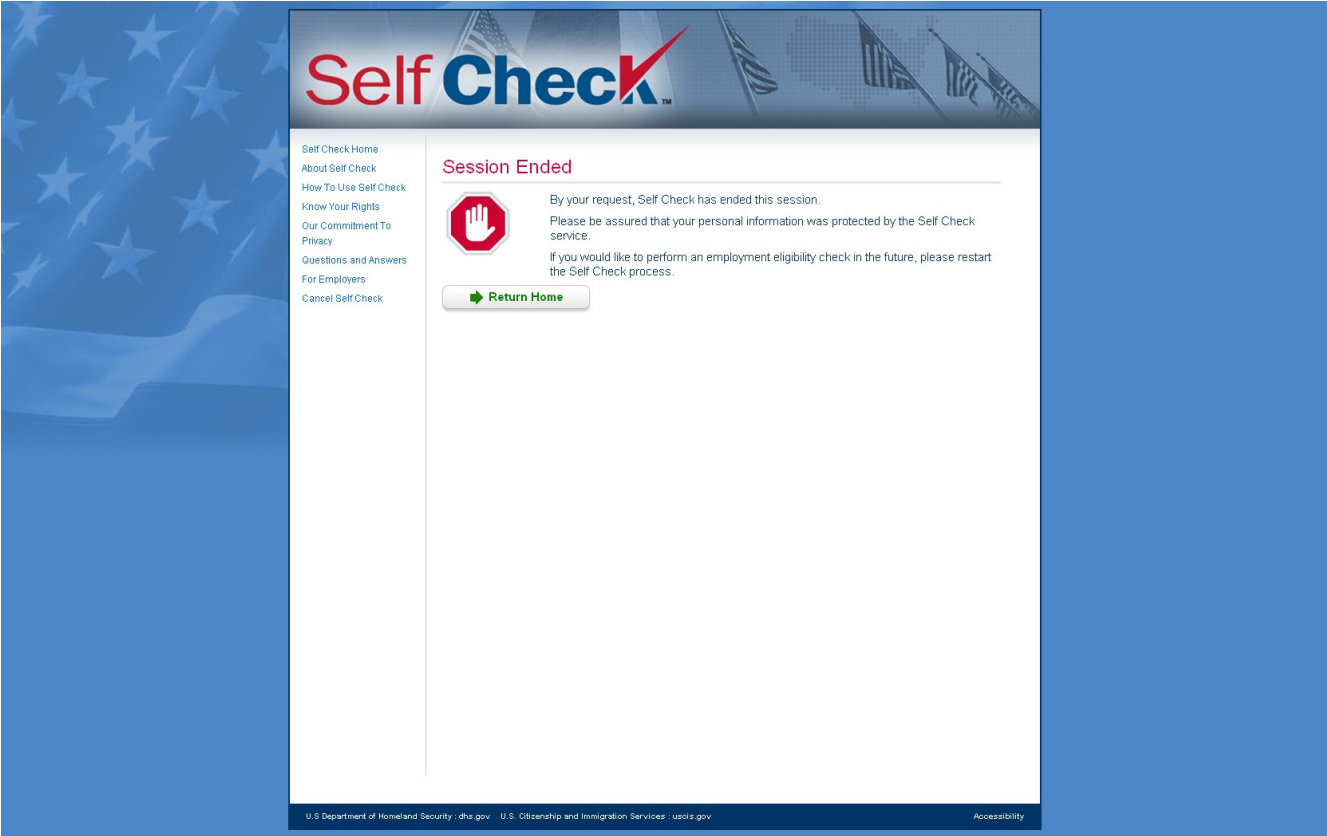 Self Check™
Self Check Home
About Self Check
How To Use Self Check
Know Your Rights
Our Commitment To
Privacy
Questions and Answers
For Employers
Cancel Self Check
Session Ended
By your request, Self Check has ended this session.
Please be assured that your personal information was protected by the Self Check
service.
If you would like to perform an employment eligibility check in the future, please restart
the Self Check process.
Return Home
U.S Department of Homeland Security : dhs.gov U.S. Citizenship and Immigration Services : uscis.gov Accessibility